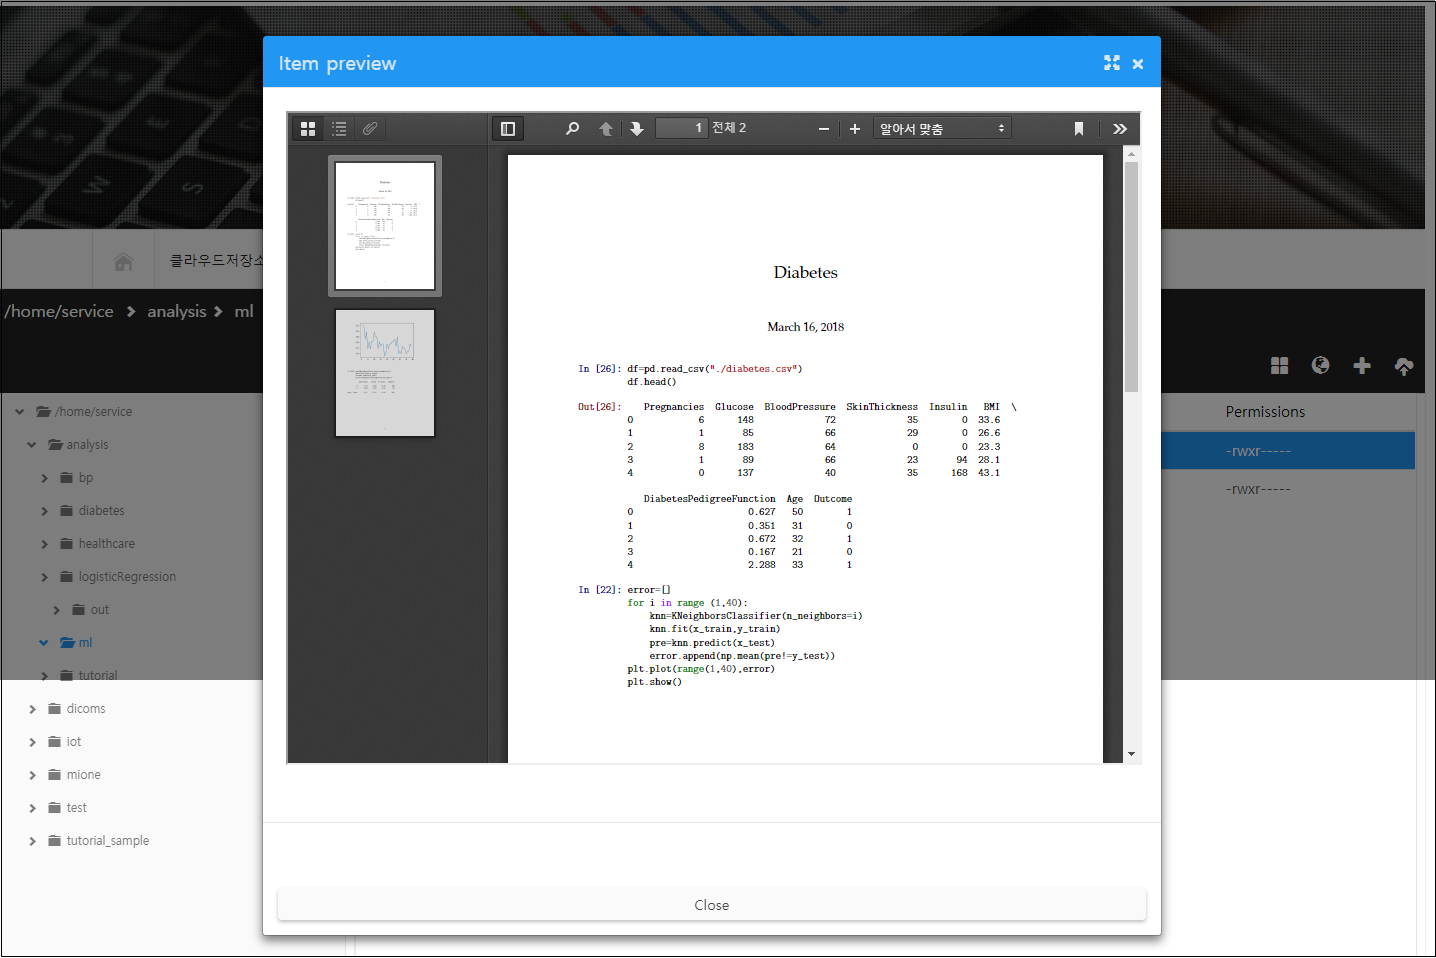 Item preview
1 전체 2
알아서 맞춤
클라우드저장소
/home/service analysis ml
/home/service
analysis
bp
diabetes
healthcare
logisticRegression
out
ml
tutorial
dicoms
iot
mione
test
tutorial_sample
Diabetes
March 16, 2018
In [26]: df=pd.read_csv("./diabetes.csv")
df.head()
Out[26]: Pregnancies Glucose BloodPressure SkinThickness Insulin BMI \
0 6 148 72 35 0 33.6
1 1 85 66 29 0 26.6
2 8 183 64 0 0 23.3
3 1 89 66 23 94 28.1
4 0 137 40 35 168 43.1
DiabetesPedigreeFunction Age Outcome
0 0.627 50 1
1 0.351 31 0
2 0.672 32 1
3 0.167 21 0
4 2.288 33 1
In [22]: error=[]
for i in range (1,40):
knn=KNeighborsClassifier(n_neighbors=i)
knn.fit(x_train,y_train)
pre=knn.predict(x_test)
error.append(np.mean(pre!=y_test))
plt.plot(range(1,40),error)
plt.show()
Permissions
-rwxr-----
-rwxr-----
Close